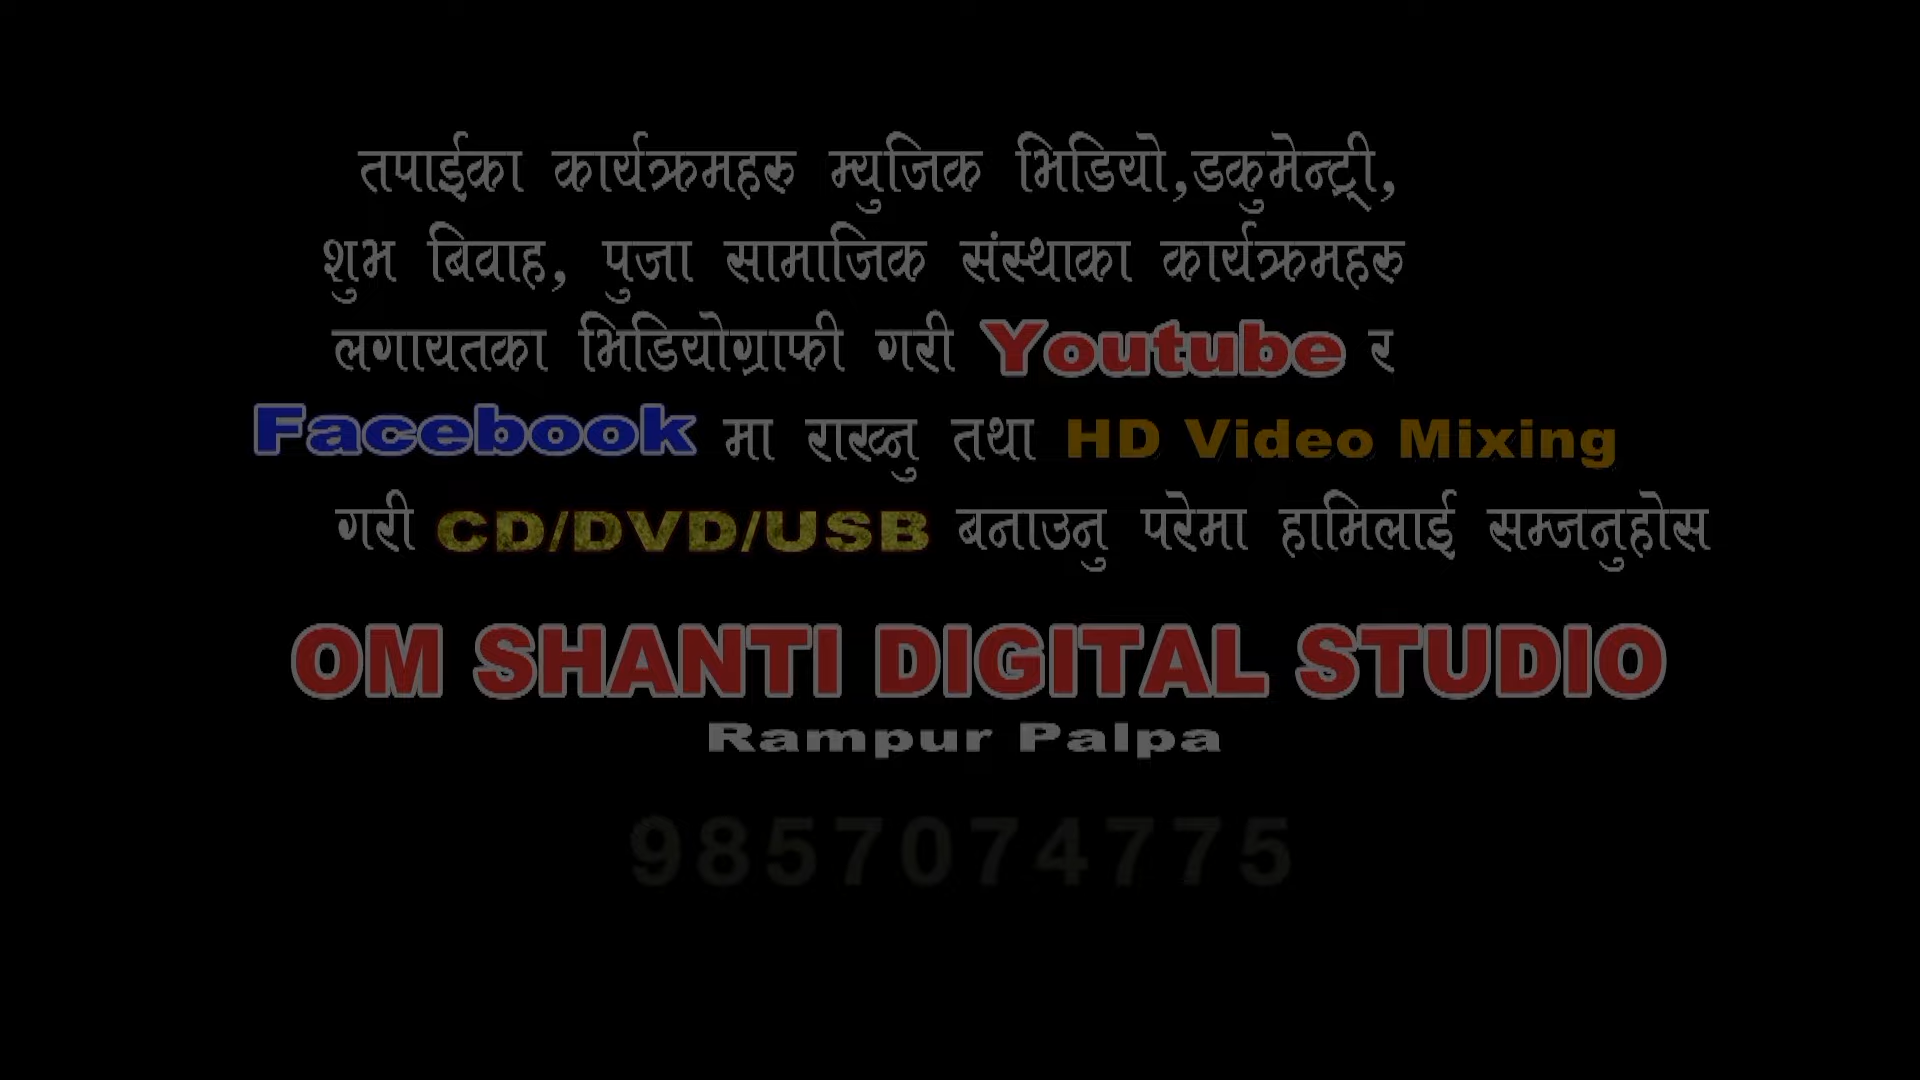 तपाईका कार्यक्रमहरु म्युजिक भिडियो,डकुमेन्ट्री,
शुभ बिवाह, पुजा सामाजिक संस्थाका कार्यक्रमहरु
लगायतका भिडियोग्राफी गरी Youtube र
Facebook मा राख्नु तथा HD Video Mixing
गरी CD/DVD/USB बनाउनु परेमा हामिलाई सम्जनुहोस
OM SHANTI DIGITAL STUDIO
Rampur Palpa
9857074775